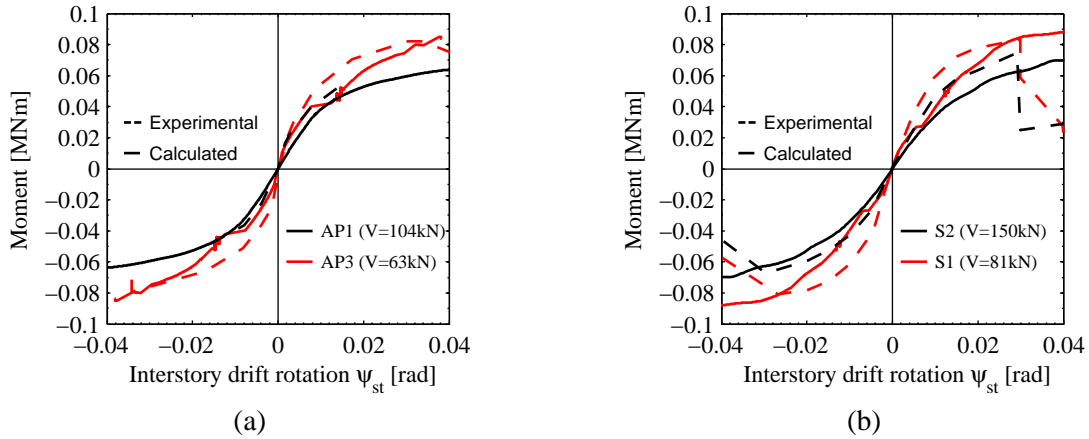 0.1
0.08
0.06
0.04
0.02
0
−0.02
−0.04
−0.06
−0.08
−0.1
Moment [MNm]
Experimental
Calculated
AP1 (V=104kN)
AP3 (V=63kN)
−0.04
−0.02
0
0.02
0.04
Interstory drift rotation ψst [rad]
(a)
0.1
0.08
0.06
0.04
0.02
0
−0.02
−0.04
−0.06
−0.08
−0.1
Moment [MNm]
Experimental
Calculated
S2 (V=150kN)
S1 (V=81kN)
−0.04
−0.02
0
0.02
0.04
Interstory drift rotation ψst [rad]
(b)